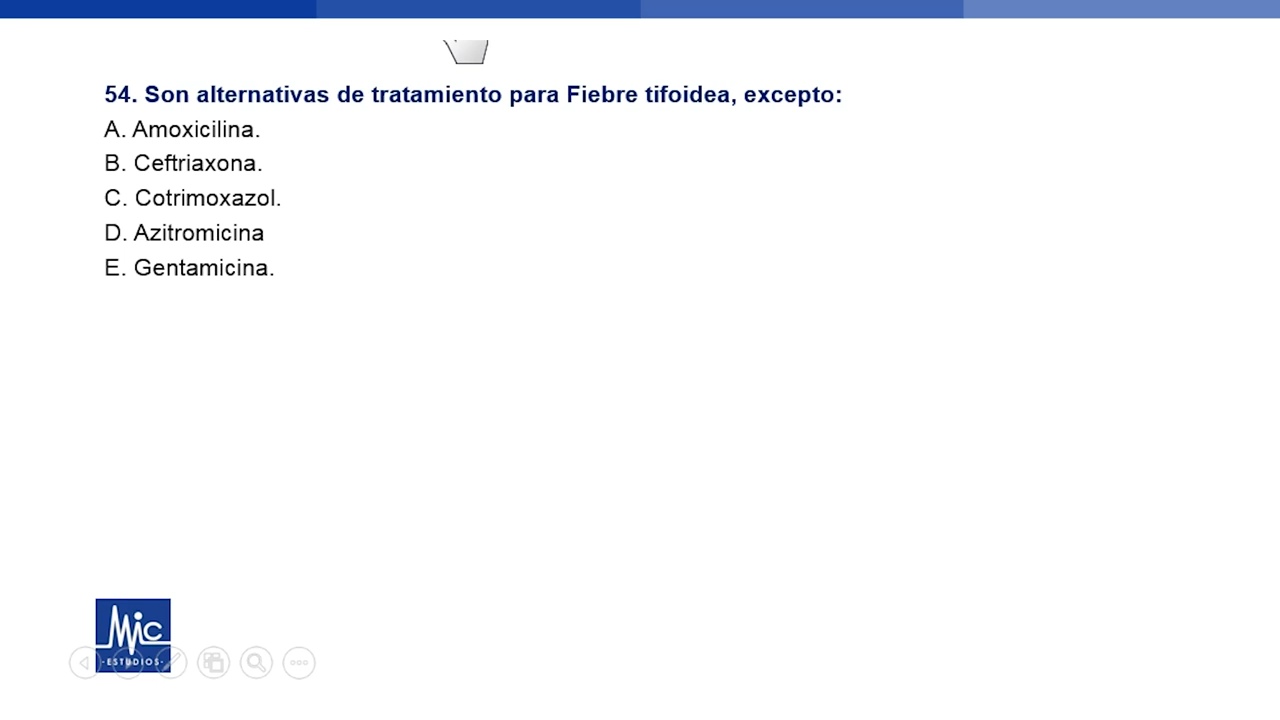 54. Son alternativas de tratamiento para Fiebre tifoidea, excepto:
A. Amoxicilina.
B. Ceftriaxona.
C. Cotrimoxazol.
D. Azitromicina
E. Gentamicina.
Mic
-ESTUDIOS-